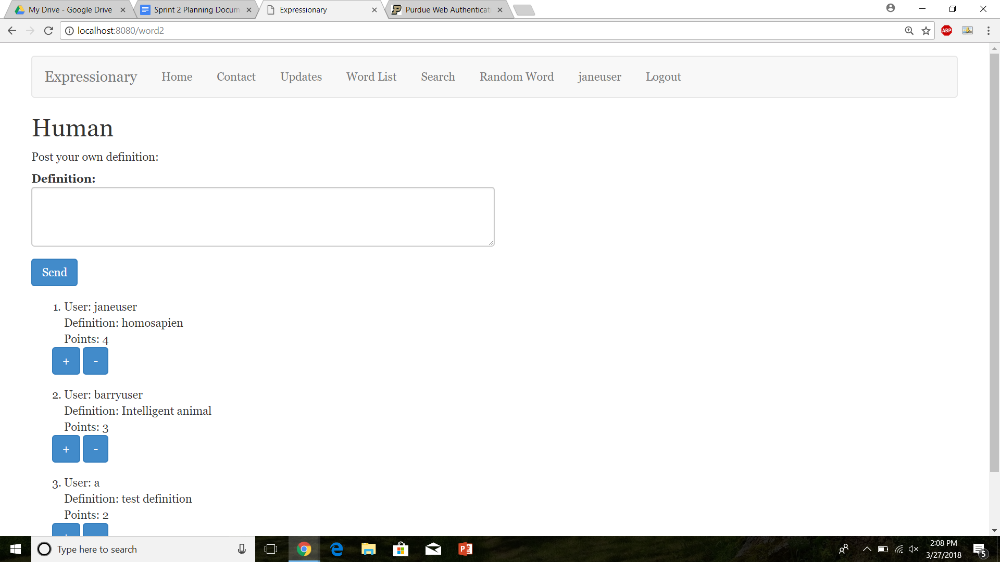 My Drive - Google Drive
Sprint 2 Planning Docum
Expressionary
Purdue Web Authenticati
localhost:8080/word2
ABP
Expressionary Home Contact Updates Word List Search Random Word janeuser Logout
Human
Post your own definition:
Definition:
Send
1. User: janeuser
Definition: homosapien
Points: 4
+ -
2. User: barryuser
Definition: Intelligent animal
Points: 3
+ -
3. User: a
Definition: test definition
Points: 2
Type here to search
2:08 PM
3/27/2018
5